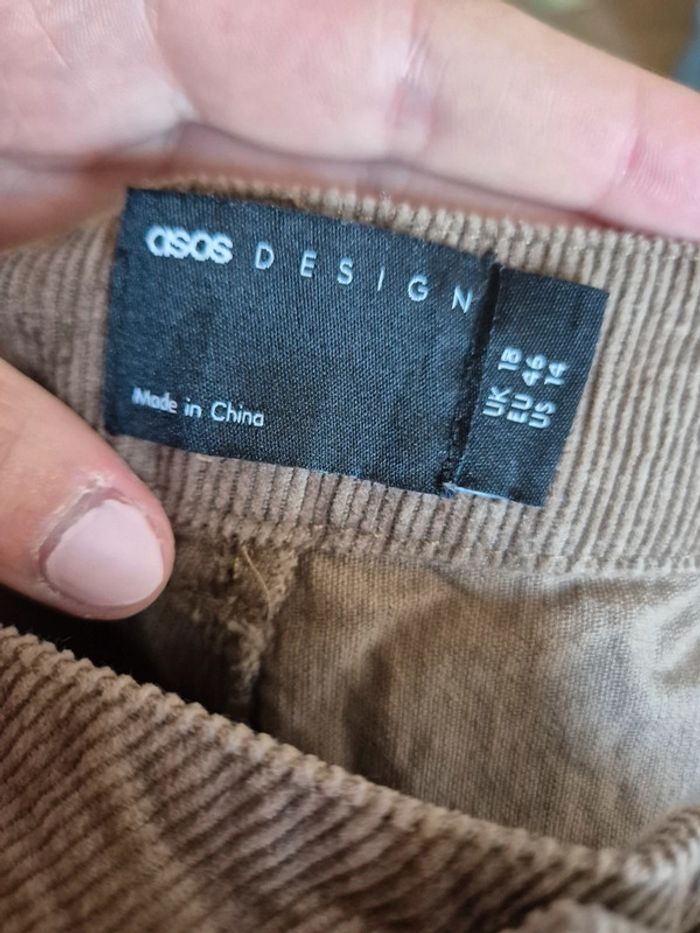 asos DESIGN
Made in China
UK 18
EU 46
US 14